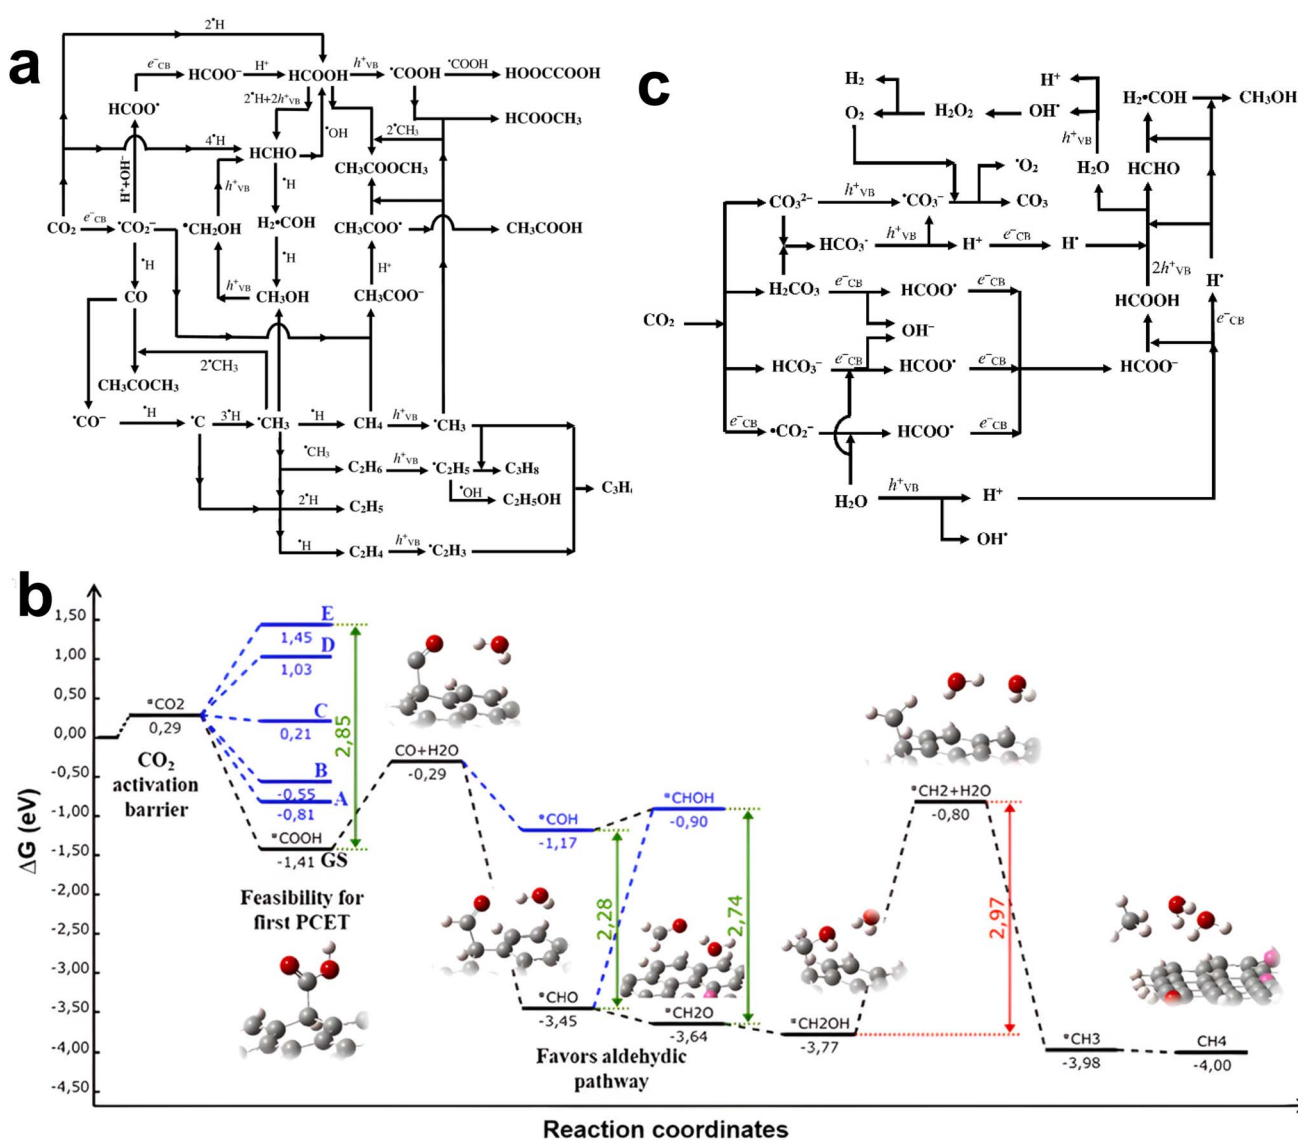 a
2•H
HCOO⁻
e⁻CB
H⁺
HCOOH
h⁺VB
•COOH
•COOH
HOOCCOOH
HCOO•
2•H+2h⁺VB
•OH
HCOOCH3
2•CH3
4•H
HCHO
CH3COOCH3
H⁺+OH⁻
h⁺VB
•H
CO2
e⁻CB
•CO2⁻
•CH2OH
H2•COH
CH3COO•
CH3COOH
•H
h⁺VB
•H
H⁺
CO
CH3OH
CH3COO⁻
2•CH3
CH3COCH3
•CO⁻
•H
•C
3•H
•CH3
•H
CH4
h⁺VB
•CH3
•CH3
C2H6
h⁺VB
•C2H5
C3H8
C3H
2•H
C2H5
•OH
C2H5OH
•H
C2H4
h⁺VB
•C2H3
c
H2
H⁺
H2•COH
CH3OH
O2
H2O2
OH•
h⁺VB
H2O
HCHO
•O2
CO3²⁻
h⁺VB
•CO3⁻
CO3
HCO3⁻
h⁺VB
H⁺
e⁻CB
H•
2h⁺VB
H2CO3
e⁻CB
HCOO•
e⁻CB
HCOOH
H•
CO2
OH⁻
e⁻CB
HCO3⁻
e⁻CB
HCOO•
e⁻CB
HCOO⁻
e⁻CB
•CO2⁻
HCOO•
e⁻CB
H2O
h⁺VB
H⁺
OH•
b
ΔG (eV)
1,50
1,00
0,50
0,00
-0,50
-1,00
-1,50
-2,00
-2,50
-3,00
-3,50
-4,00
-4,50
*CO2
0,29
CO2
activation
barrier
E
1,45
D
1,03
C
0,21
B
-0,55
A
-0,81
*COOH
-1,41
GS
2,85
Feasibility for
first PCET
CO+H2O
-0,29
*COH
-1,17
*CHOH
-0,90
*CHO
-3,45
2,28
*CH2O
-3,64
2,74
Favors aldehydic
pathway
*CH2OH
-3,77
*CH2+H2O
-0,80
2,97
*CH3
-3,98
CH4
-4,00
Reaction coordinates